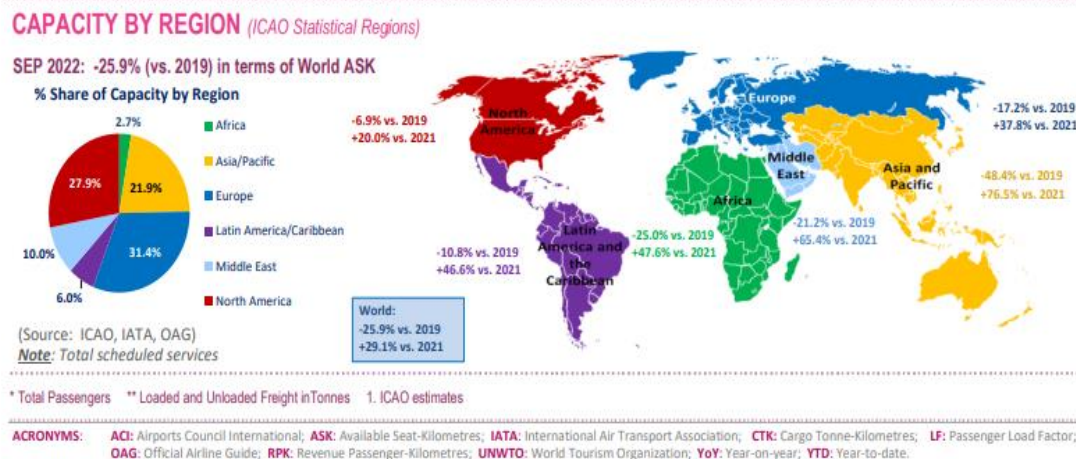 CAPACITY BY REGION (ICAO Statistical Regions)
SEP 2022: -25.9% (vs. 2019) in terms of World ASK
% Share of Capacity by Region
2.7%
27.9%
21.9%
10.0%
31.4%
6.0%
Africa
Asia/Pacific
Europe
Latin America/Caribbean
Middle East
North America
(Source: ICAO, IATA, OAG)
Note: Total scheduled services
North
America
-6.9% vs. 2019
+20.0% vs. 2021
Europe
-17.2% vs. 2019
+37.8% vs. 2021
Middle
East
-21.2% vs. 2019
+65.4% vs. 2021
Asia and
Pacific
-48.4% vs. 2019
+76.5% vs. 2021
Africa
-25.0% vs. 2019
+47.6% vs. 2021
Latin
America and
the
Caribbean
-10.8% vs. 2019
+46.6% vs. 2021
World:
-25.9% vs. 2019
+29.1% vs. 2021
* Total Passengers ** Loaded and Unloaded Freight inTonnes 1. ICAO estimates
ACRONYMS: ACI: Airports Council International; ASK: Available Seat-Kilometres; IATA: International Air Transport Association; CTK: Cargo Tonne-Kilometres; LF: Passenger Load Factor;
OAG: Official Airline Guide; RPK: Revenue Passenger-Kilometres; UNWTO: World Tourism Organization; YoY: Year-on-year; YTD: Year-to-date.